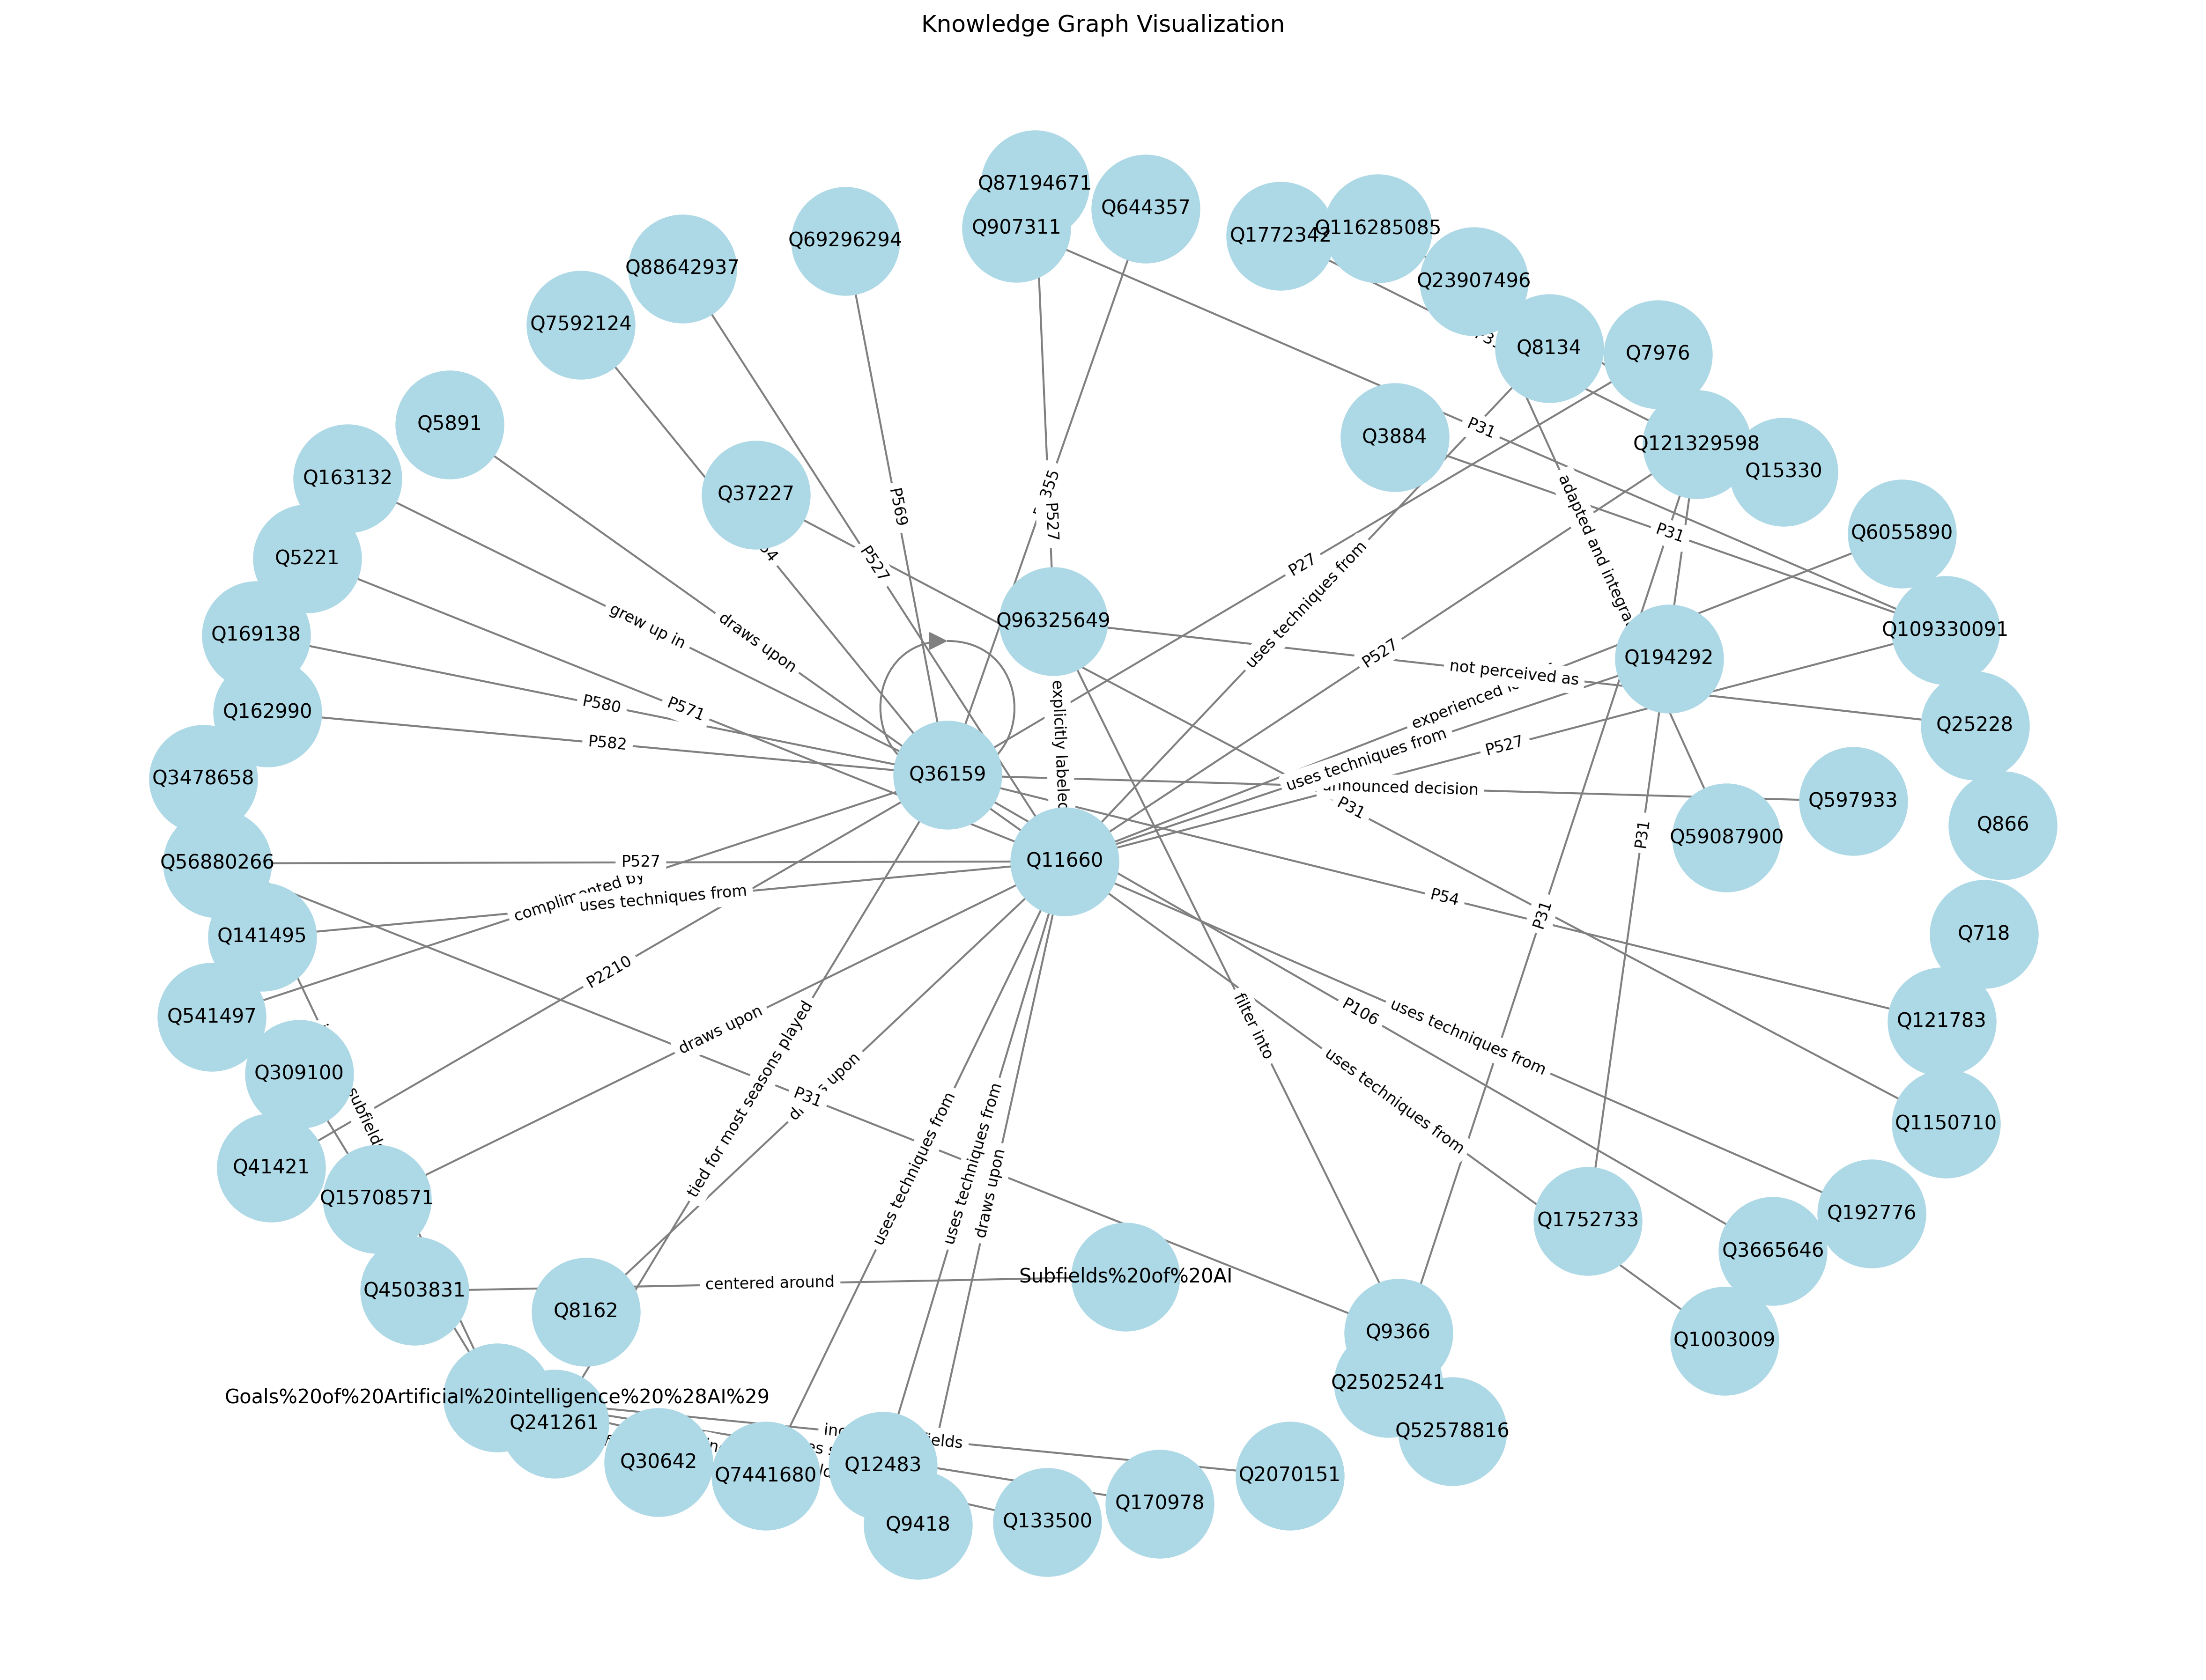 Knowledge Graph Visualization
Q87194671
Q644357
Q907311
Q1772342
Q116285085
Q69296294
Q88642937
Q23907496
Q7592124
Q8134
Q7976
Q5891
Q3884
P31
Q121329598
Q15330
Q163132
Q37227
P569
P527
P31
Q6055890
Q5221
P527
P27
adapted and
uses techniques from
Q169138
grew up in
draws upon
Q96325649
Q109330091
P527
Q194292
not perceived as
Q162990
P580
P571
experienced
Q25228
P582
explicitly labeled
uses techniques from
P527
Q3478658
Q36159
announced decision
Q597933
P31
Q866
P31
Q59087900
Q56880266
P527
Q11660
by
uses techniques from
P54
P31
Q141495
Q718
Q541497
P2210
P106
uses techniques from
Q121783
draws upon
filter into
Q309100
tied for most seasons played
upon
P31
uses techniques from
Q1150710
Q41421
uses techniques from
uses techniques from
draws upon
Q15708571
Q192776
Q1752733
Q3665646
Q4503831
centered around
Subfields%20of%20AI
Q8162
Q9366
Q1003009
Q25025241
Goals%20of%20Artificial%20intelligence%20%28AI%29
Q241261
Q52578816
Q30642
Q7441680
Q12483
Q2070151
Q170978
Q9418
Q133500